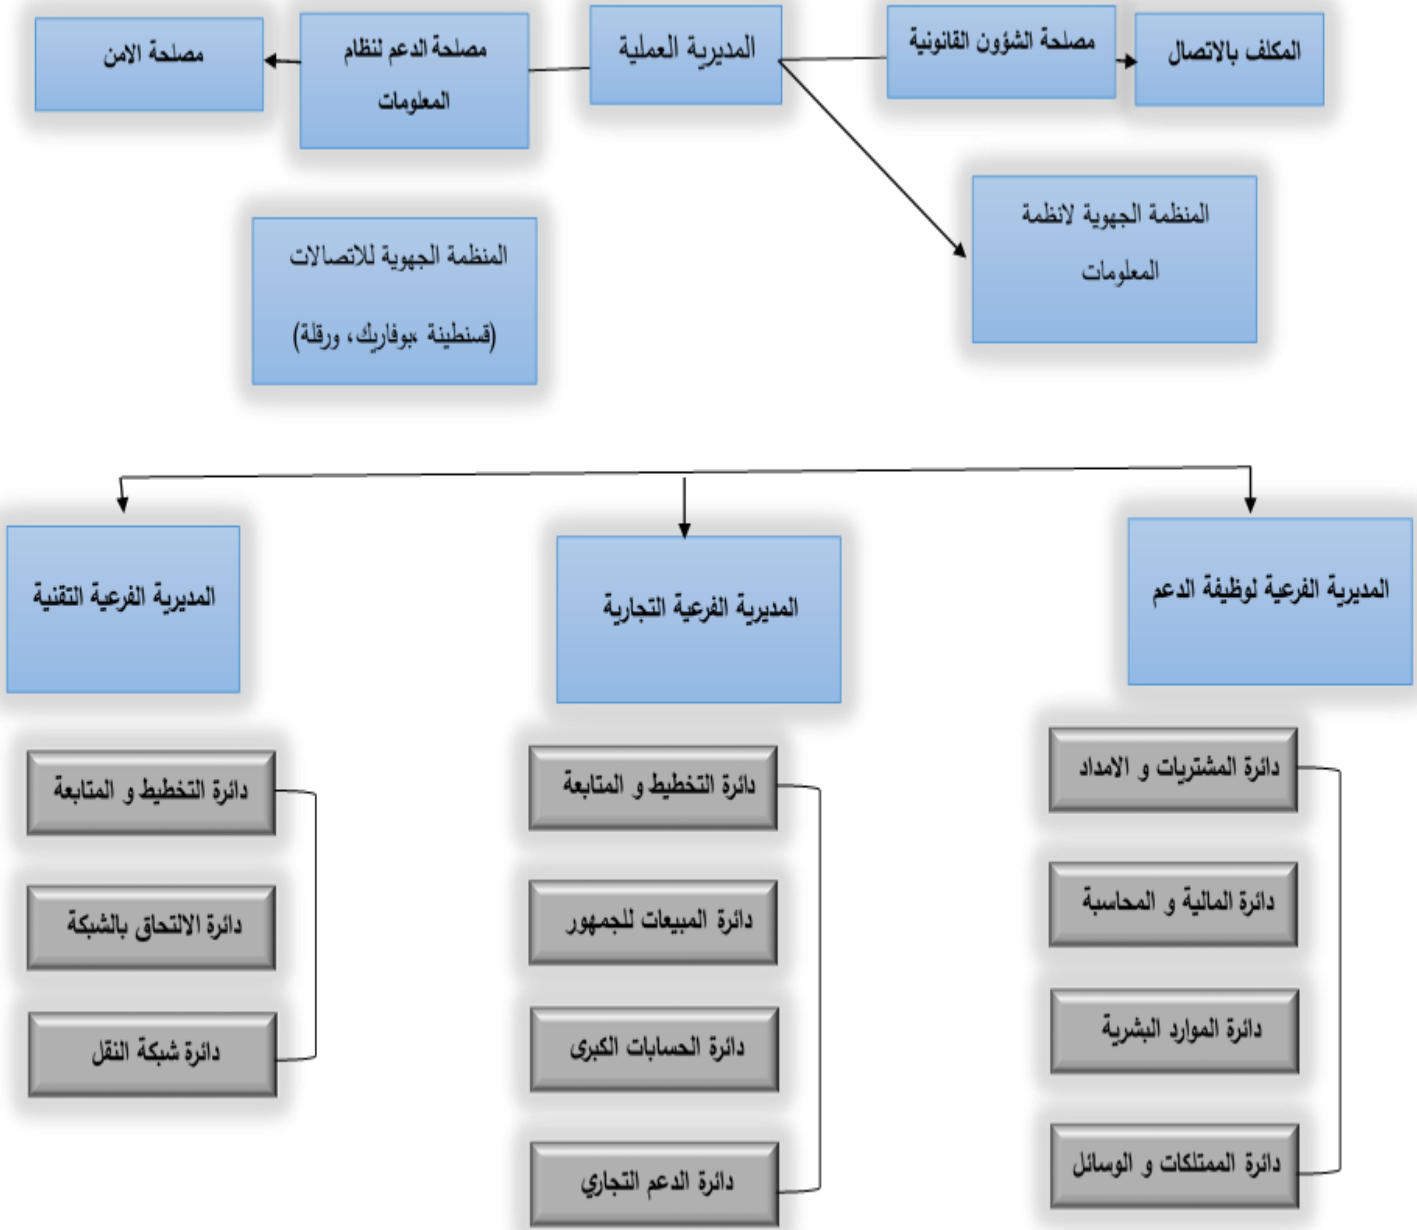 المكلف بالاتصال
مصلحة الشؤون القانونية
المديرية العملية
مصلحة الدعم لنظام
المعلومات
مصلحة الامن
المنظمة الجهوية لانظمة
المعلومات
المنظمة الجهوية للاتصالات
(قسنطينة ،بوفاريك، ورقلة)
المديرية الفرعية لوظيفة الدعم
المديرية الفرعية التجارية
المديرية الفرعية التقنية
دائرة المشتريات و الامداد
دائرة المالية و المحاسبة
دائرة الموارد البشرية
دائرة الممتلكات و الوسائل
دائرة التخطيط و المتابعة
دائرة المبيعات للجمهور
دائرة الحسابات الكبرى
دائرة الدعم التجاري
دائرة التخطيط و المتابعة
دائرة الالتحاق بالشبكة
دائرة شبكة النقل